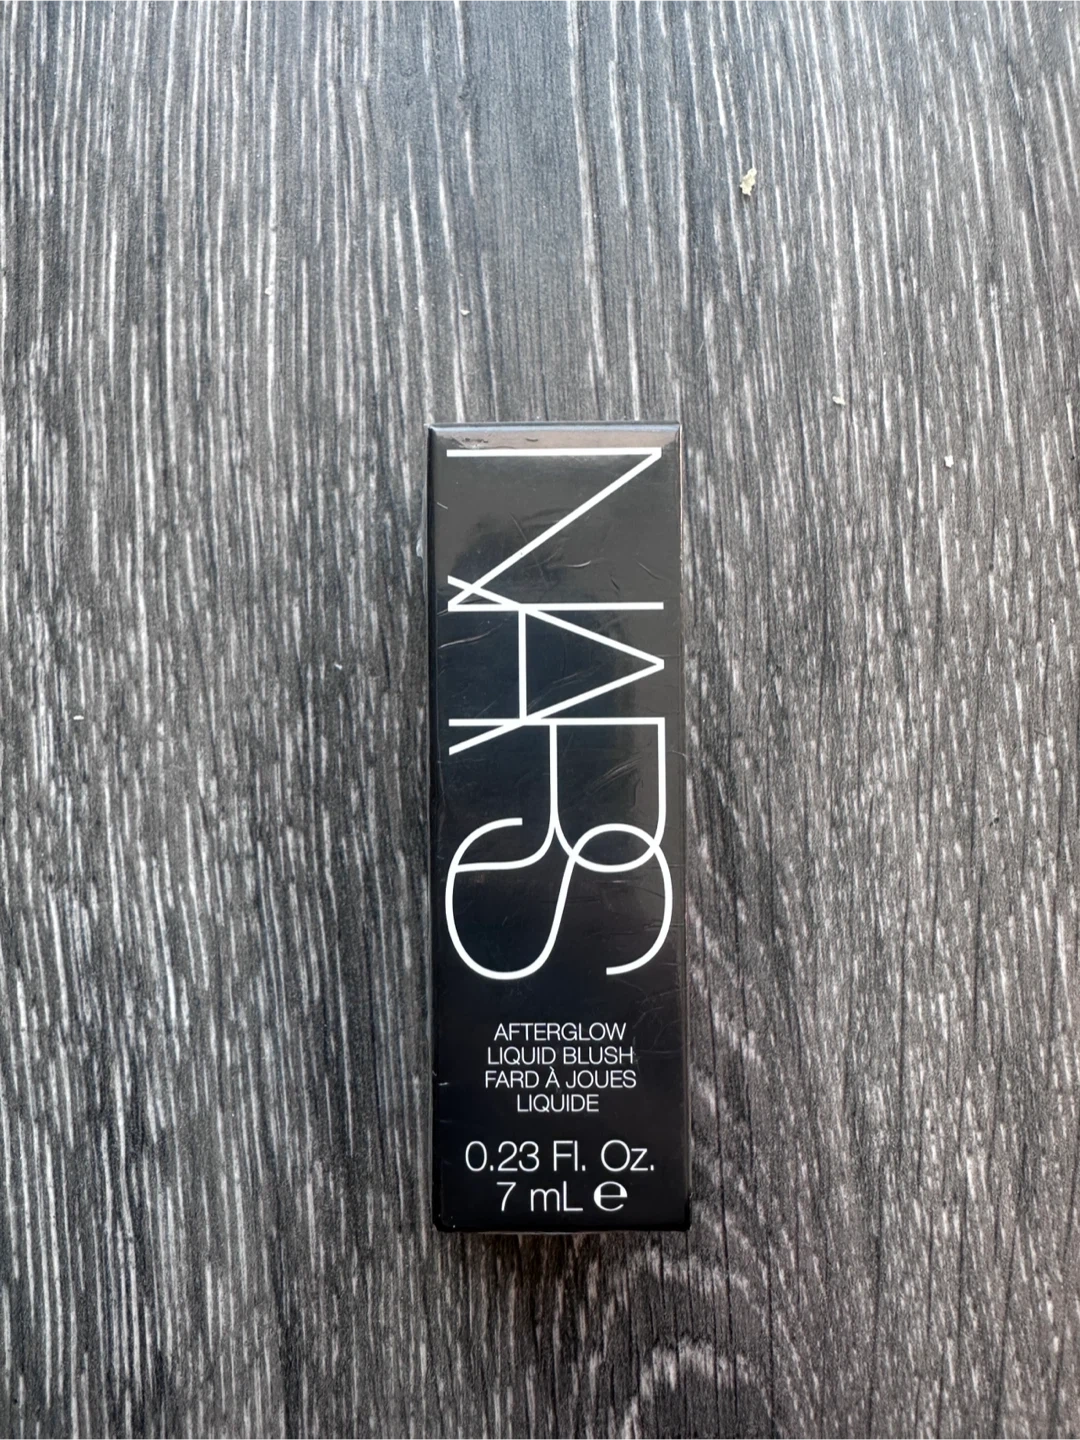 NARS
AFTERGLOW
LIQUID BLUSH
FARD À JOUES
LIQUIDE
0.23 Fl. Oz.
7 mL ℮